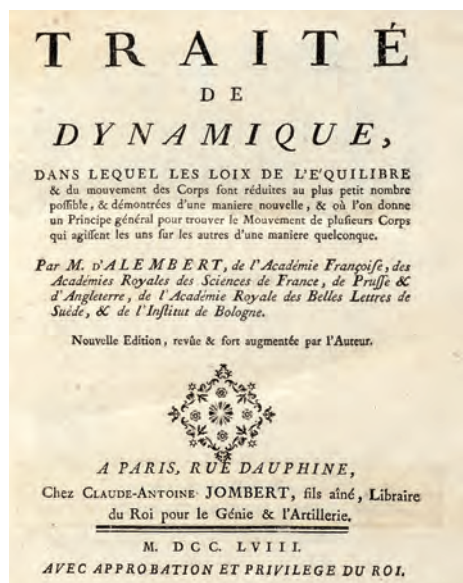 TRAITÉ
DE
DYNAMIQUE,
DANS LEQUEL LES LOIX DE L'E'QUILIBRE
& du mouvement des Corps sont réduites au plus petit nombre
possible, & démontrées d'une maniere nouvelle, & où l'on donne
un Principe général pour trouver le Mouvement de plusieurs Corps
qui agissent les uns sur les autres d'une maniere quelconque.
Par M. D'ALEMBERT, de l'Académie Françoise, des
Académies Royales des Sciences de France, de Prusse &
d'Angleterre, de l'Académie Royale des Belles Lettres de
Suède, & de l'Institut de Bologne.
Nouvelle Edition, revûe & fort augmentée par l'Auteur.
A PARIS, RUE DAUPHINE,
Chez CLAUDE-ANTOINE JOMBERT, fils aîné, Libraire
du Roi pour le Génie & l'Artillerie.
M. DCC. LVIII.
AVEC APPROBATION ET PRIVILEGE DU ROI.